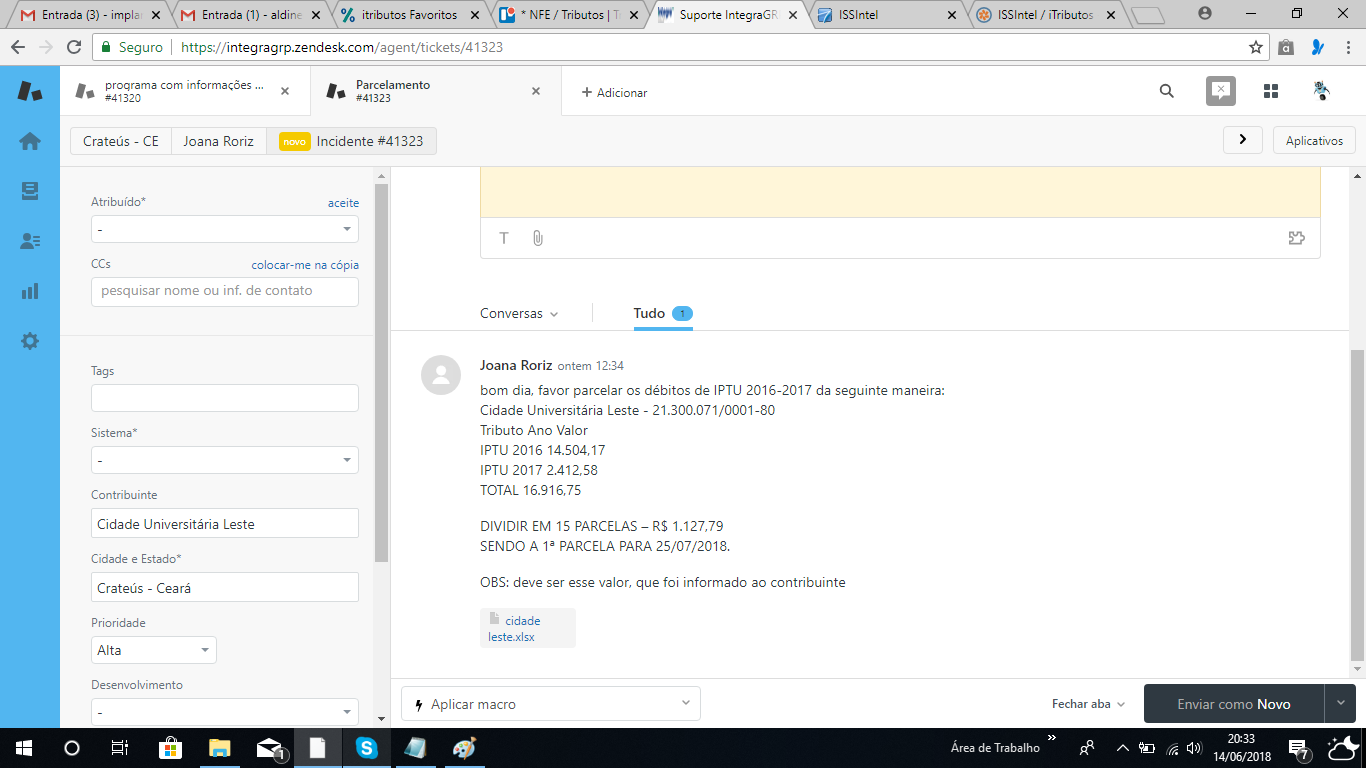 Entrada (3) - implan
Entrada (1) - aldine
itributos Favoritos
* NFE / Tributos | T
Suporte IntegraGR
ISSIntel
ISSIntel / iTributos
Seguro
https://integragrp.zendesk.com/agent/tickets/41323
programa com informações ...
#41320
Parcelamento
#41323
+ Adicionar
Crateús - CE
Joana Roriz
novo Incidente #41323
Aplicativos
Atribuído*
aceite
-
CCs
colocar-me na cópia
pesquisar nome ou inf. de contato
Tags
Sistema*
-
Contribuinte
Cidade Universitária Leste
Cidade e Estado*
Crateús - Ceará
Prioridade
Alta
Desenvolvimento
-
T
Conversas
Tudo 1
Joana Roriz ontem 12:34
bom dia, favor parcelar os débitos de IPTU 2016-2017 da seguinte maneira:
Cidade Universitária Leste - 21.300.071/0001-80
Tributo Ano Valor
IPTU 2016 14.504,17
IPTU 2017 2.412,58
TOTAL 16.916,75
DIVIDIR EM 15 PARCELAS – R$ 1.127,79
SENDO A 1ª PARCELA PARA 25/07/2018.
OBS: deve ser esse valor, que foi informado ao contribuinte
cidade
leste.xlsx
Aplicar macro
Fechar aba
Enviar como Novo
1
Área de Trabalho
20:33
14/06/2018
7